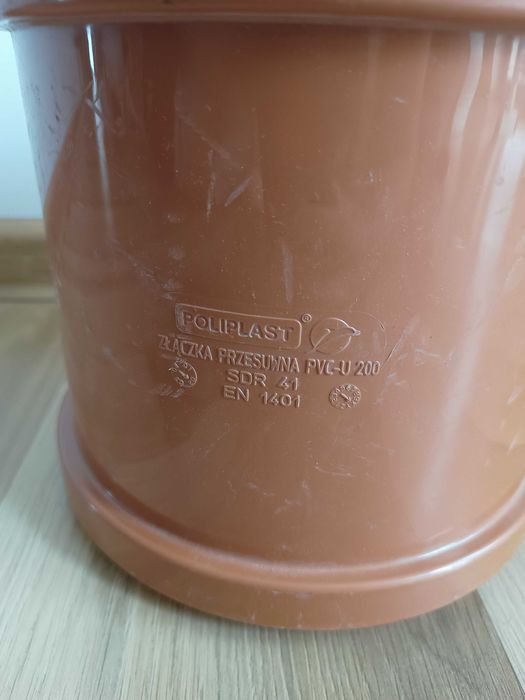 POLIPLAST®
ZŁĄCZKA PRZESUWNA PVC-U 200
SDR 41
EN 1401